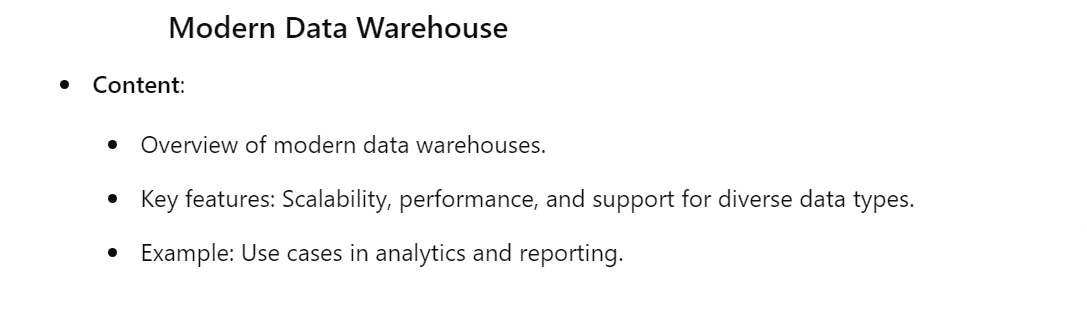 Modern Data Warehouse
• Content:
• Overview of modern data warehouses.
• Key features: Scalability, performance, and support for diverse data types.
• Example: Use cases in analytics and reporting.